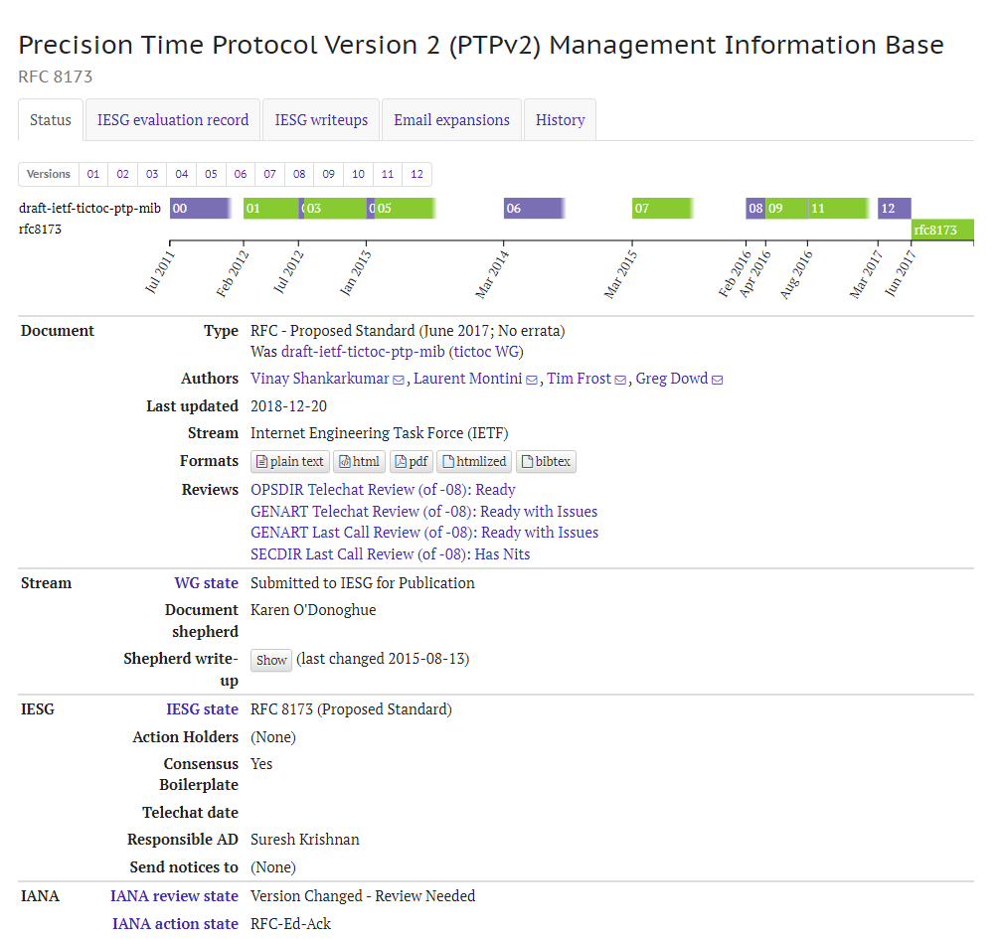 Precision Time Protocol Version 2 (PTPv2) Management Information Base
RFC 8173
Status IESG evaluation record IESG writeups Email expansions History
Versions 01 02 03 04 05 06 07 08 09 10 11 12
draft-ietf-tictoc-ptp-mib 00 01 03 05 06 07 08 09 11 12
rfc8173 rfc8173
Jul 2011 Feb 2012 Jul 2012 Jan 2013 Mar 2014 Mar 2015 Feb 2016 Apr 2016 Aug 2016 Mar 2017 Jun 2017
Document Type RFC - Proposed Standard (June 2017; No errata)
Was draft-ietf-tictoc-ptp-mib (tictoc WG)
Authors Vinay Shankarkumar, Laurent Montini, Tim Frost, Greg Dowd
Last updated 2018-12-20
Stream Internet Engineering Task Force (IETF)
Formats plain text html pdf htmlized bibtex
Reviews OPSDIR Telechat Review (of -08): Ready
GENART Telechat Review (of -08): Ready with Issues
GENART Last Call Review (of -08): Ready with Issues
SECDIR Last Call Review (of -08): Has Nits
Stream WG state Submitted to IESG for Publication
Document Karen O'Donoghue
shepherd
Shepherd write- Show (last changed 2015-08-13)
up
IESG IESG state RFC 8173 (Proposed Standard)
Action Holders (None)
Consensus Yes
Boilerplate
Telechat date
Responsible AD Suresh Krishnan
Send notices to (None)
IANA IANA review state Version Changed - Review Needed
IANA action state RFC-Ed-Ack